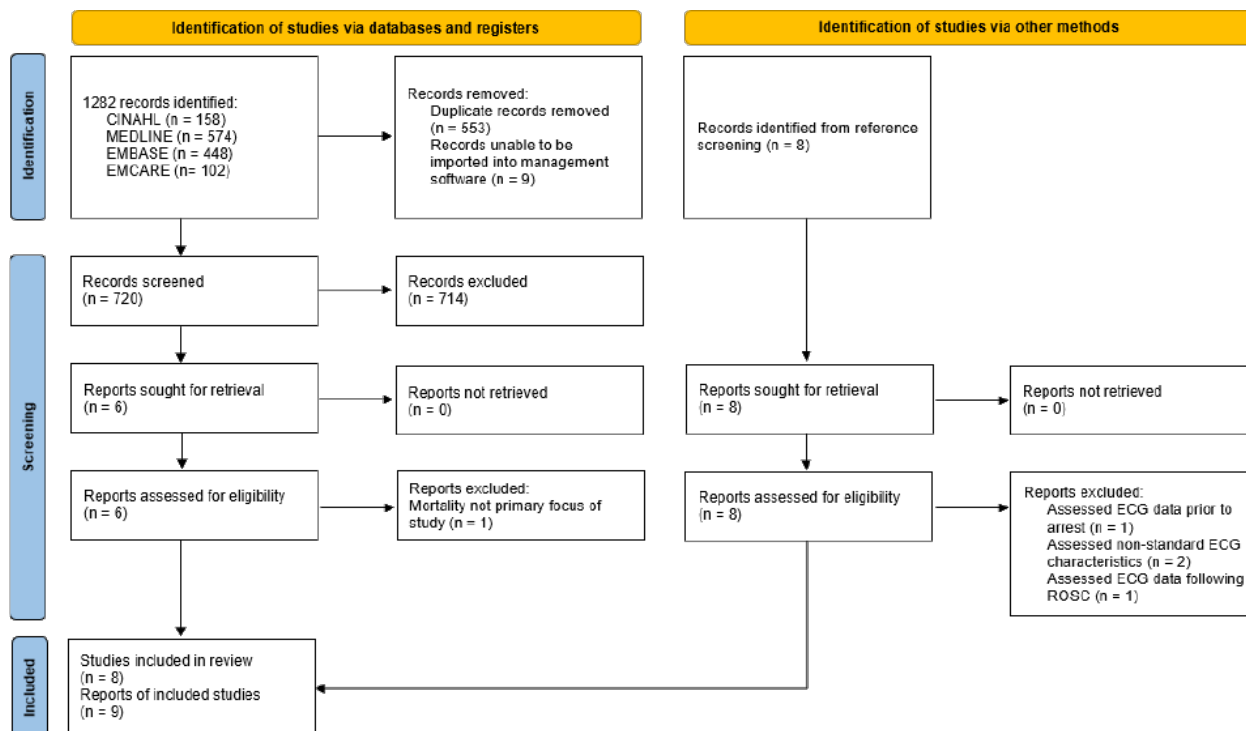 Identification of studies via databases and registers
Identification of studies via other methods
Identification
1282 records identified:
CINAHL (n = 158)
MEDLINE (n = 574)
EMBASE (n = 448)
EMCARE (n= 102)
Records removed:
Duplicate records removed
(n = 553)
Records unable to be
imported into management
software (n = 9)
Records identified from reference
screening (n = 8)
Screening
Records screened
(n = 720)
Records excluded
(n = 714)
Reports sought for retrieval
(n = 6)
Reports not retrieved
(n = 0)
Reports sought for retrieval
(n = 8)
Reports not retrieved
(n = 0)
Reports assessed for eligibility
(n = 6)
Reports excluded:
Mortality not primary focus of
study (n = 1)
Reports assessed for eligibility
(n = 8)
Reports excluded:
Assessed ECG data prior to
arrest (n = 1)
Assessed non-standard ECG
characteristics (n = 2)
Assessed ECG data following
ROSC (n = 1)
Included
Studies included in review
(n = 8)
Reports of included studies
(n = 9)